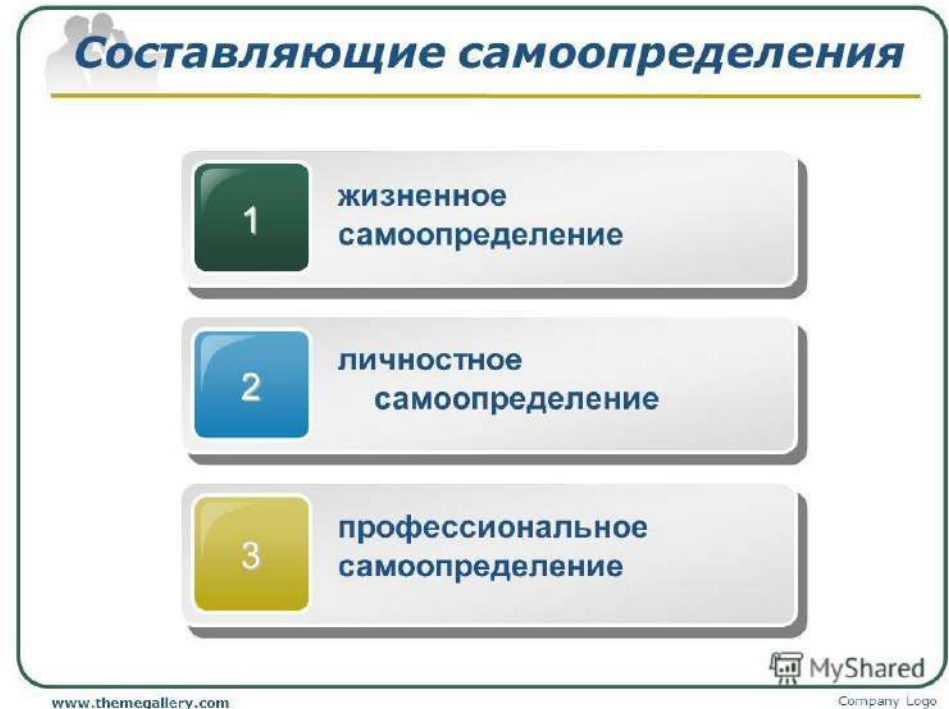 Составляющие самоопределения
1
жизненное
самоопределение
2
личностное
самоопределение
3
профессиональное
самоопределение
MyShared
www.themegallery.com
Company Logo